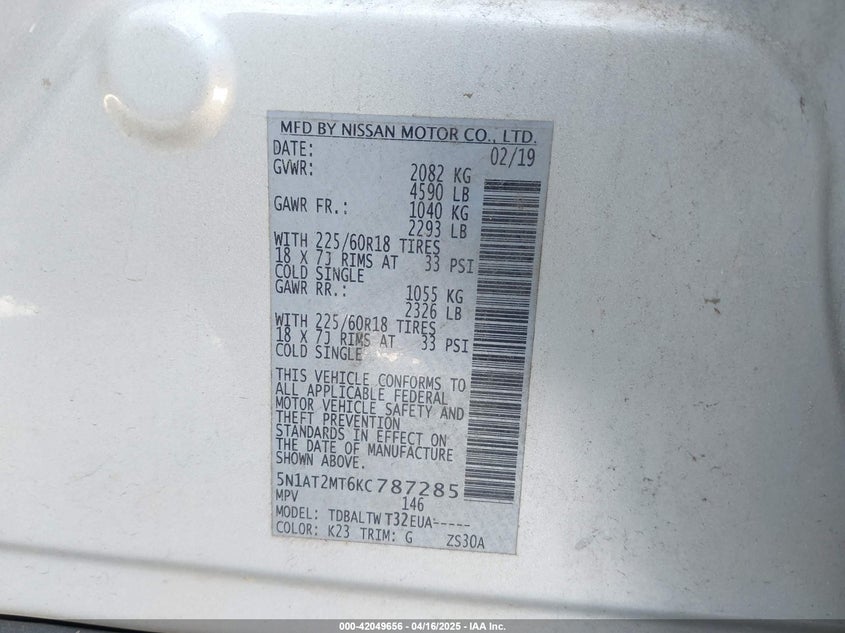 MFD BY NISSAN MOTOR CO., LTD.
DATE: 02/19
GVWR: 2082 KG
4590 LB
GAWR FR.: 1040 KG
2293 LB
WITH 225/60R18 TIRES
18 X 7J RIMS AT 33 PSI
COLD SINGLE
GAWR RR.: 1055 KG
2326 LB
WITH 225/60R18 TIRES
18 X 7J RIMS AT 33 PSI
COLD SINGLE
THIS VEHICLE CONFORMS TO
ALL APPLICABLE FEDERAL
MOTOR VEHICLE SAFETY AND
THEFT PREVENTION
STANDARDS IN EFFECT ON
THE DATE OF MANUFACTURE
SHOWN ABOVE.
5N1AT2MT6KC787285
MPV 146
MODEL: TDBALTW T32EUA-----
COLOR: K23 TRIM: G ZS30A
000-42049656 - 04/16/2025 - IAA Inc.